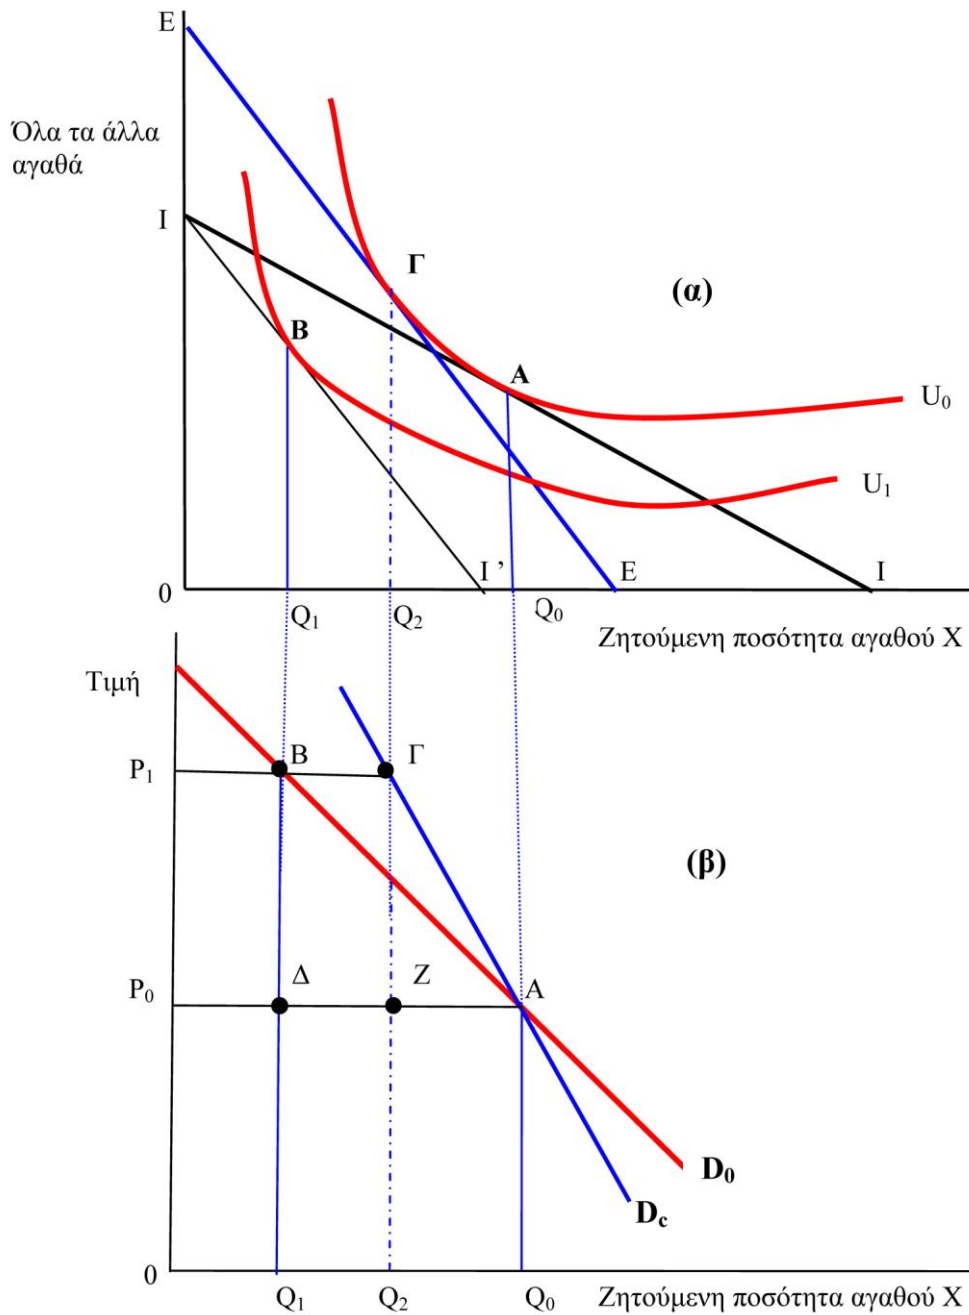 E
Όλα τα άλλα
αγαθά
I
Γ
(α)
B
A
U₀
U₁
0
I’
E
I
Q₁
Q₂
Q₀
Ζητούμενη ποσότητα αγαθού Χ
Τιμή
P₁
B
Γ
(β)
P₀
Δ
Z
A
D₀
Dc
0
Q₁
Q₂
Q₀
Ζητούμενη ποσότητα αγαθού Χ